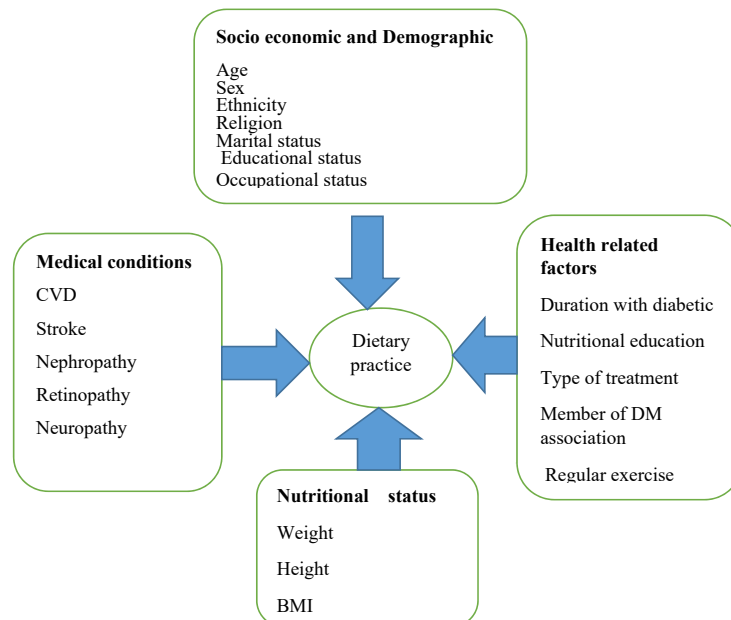 Socio economic and Demographic
Age
Sex
Ethnicity
Religion
Marital status
Educational status
Occupational status
Medical conditions
CVD
Stroke
Nephropathy
Retinopathy
Neuropathy
Dietary
practice
Health related
factors
Duration with diabetic
Nutritional education
Type of treatment
Member of DM
association
Regular exercise
Nutritional status
Weight
Height
BMI